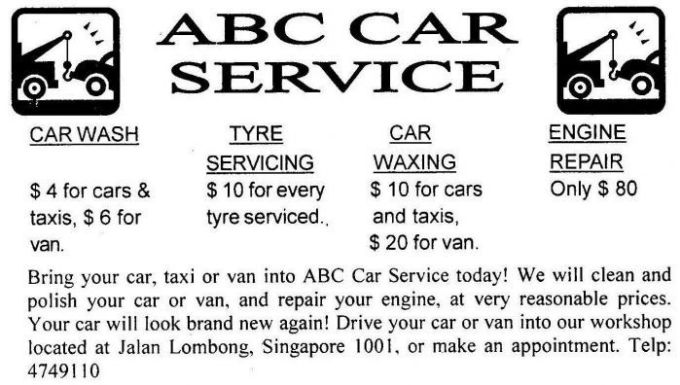 ABC CAR
SERVICE
CAR WASH
$ 4 for cars &
taxis, $ 6 for
van.
TYRE
SERVICING
$ 10 for every
tyre serviced..
CAR
WAXING
$ 10 for cars
and taxis,
$ 20 for van.
ENGINE
REPAIR
Only $ 80
Bring your car, taxi or van into ABC Car Service today! We will clean and
polish your car or van, and repair your engine, at very reasonable prices.
Your car will look brand new again! Drive your car or van into our workshop
located at Jalan Lombong, Singapore 1001, or make an appointment. Telp:
4749110